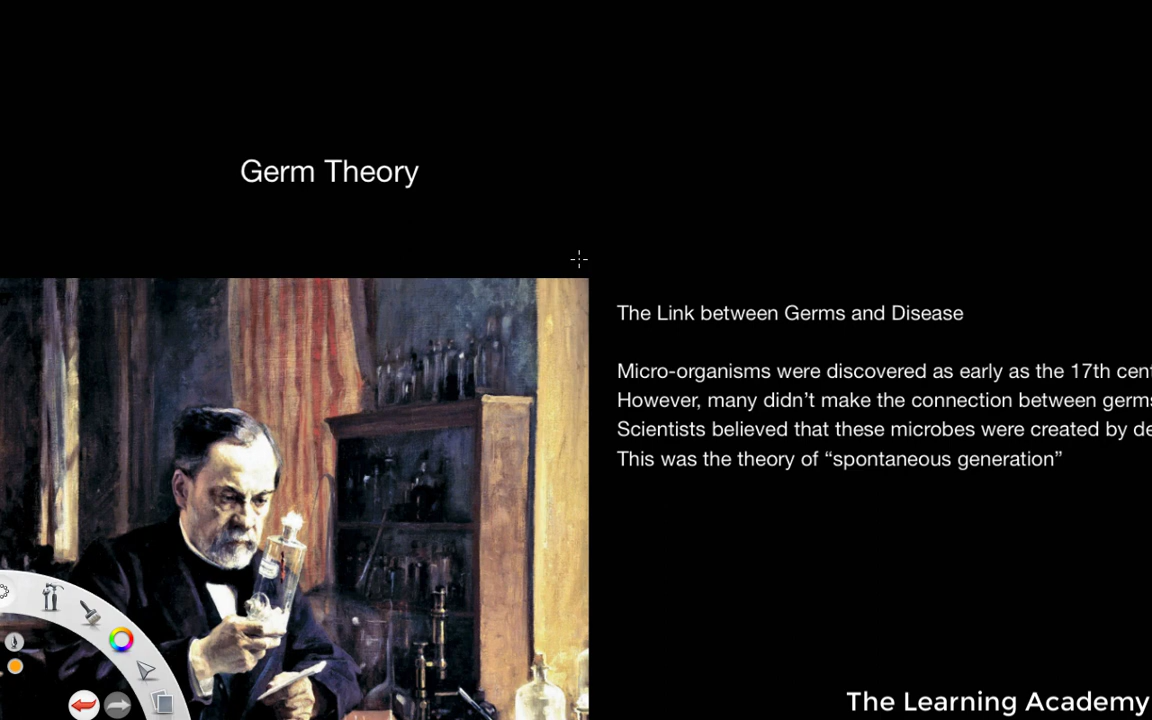 Germ Theory
The Link between Germs and Disease
Micro-organisms were discovered as early as the 17th
However, many didn’t make the connection between germs
Scientists believed that these microbes were created by
This was the theory of “spontaneous generation”
The Learning Academy